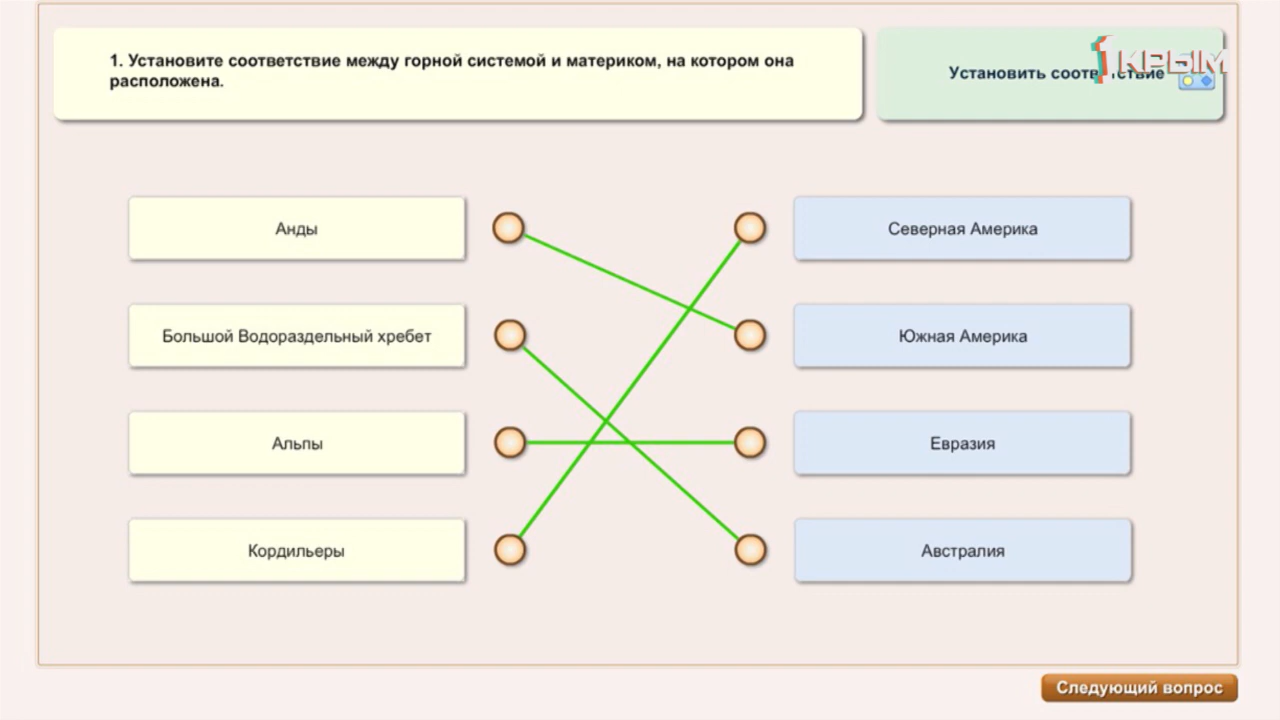 1. Установите соответствие между горной системой и материком, на котором она
расположена.
Установить соответствие
1 КРЫМ
Анды
Северная Америка
Большой Водораздельный хребет
Южная Америка
Альпы
Евразия
Кордильеры
Австралия
Следующий вопрос